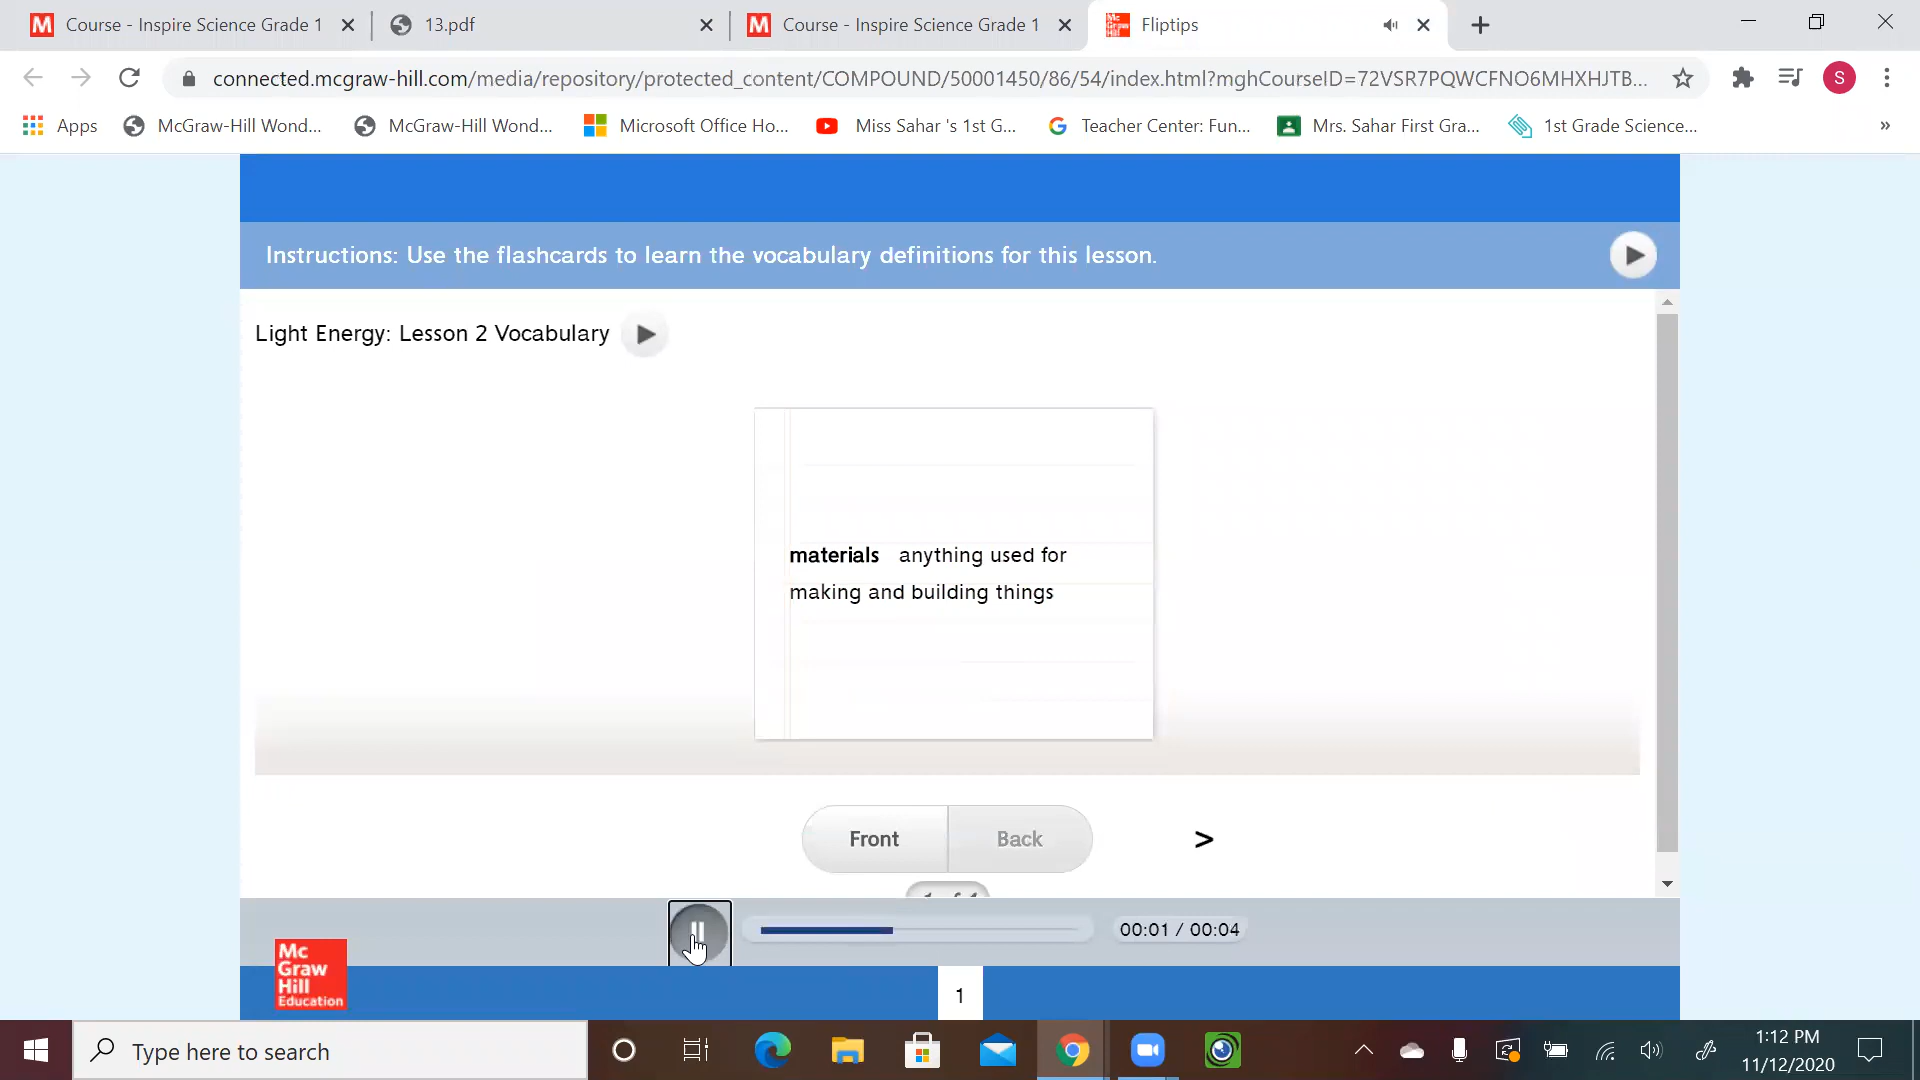 Course - Inspire Science Grade 1
13.pdf
Course - Inspire Science Grade 1
Fliptips
connected.mcgraw-hill.com/media/repository/protected_content/COMPOUND/50001450/86/54/index.html?mghCourseID=72VSR7PQWCFNO6MHXHJTB...
S
Apps
McGraw-Hill Wond...
McGraw-Hill Wond...
Microsoft Office Ho...
Miss Sahar 's 1st G...
Teacher Center: Fun...
Mrs. Sahar First Gra...
1st Grade Science...
»
Instructions: Use the flashcards to learn the vocabulary definitions for this lesson.
Light Energy: Lesson 2 Vocabulary
materials anything used for
making and building things
Front
Back
>
00:01 / 00:04
Mc
Graw
Hill
Education
1
Type here to search
1:12 PM
11/12/2020